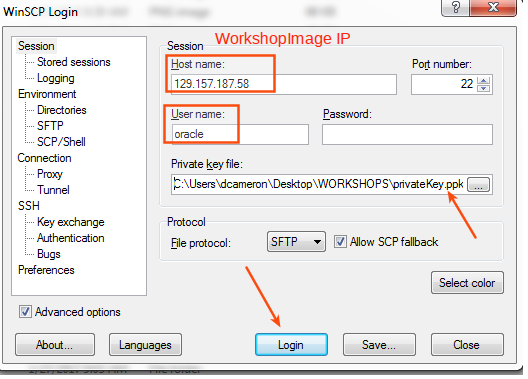 WinSCP Login
Session
Stored sessions
Logging
Environment
Directories
SFTP
SCP/Shell
Connection
Proxy
Tunnel
SSH
Key exchange
Authentication
Bugs
Preferences
Advanced options
Session
WorkshopImage IP
Host name:
Port number:
129.157.187.58
22
User name:
Password:
oracle
Private key file:
C:\Users\dcameron\Desktop\WORKSHOPS\privateKey.ppk
...
Protocol
File protocol:
SFTP
Allow SCP fallback
Select color
About...
Languages
Login
Save...
Close